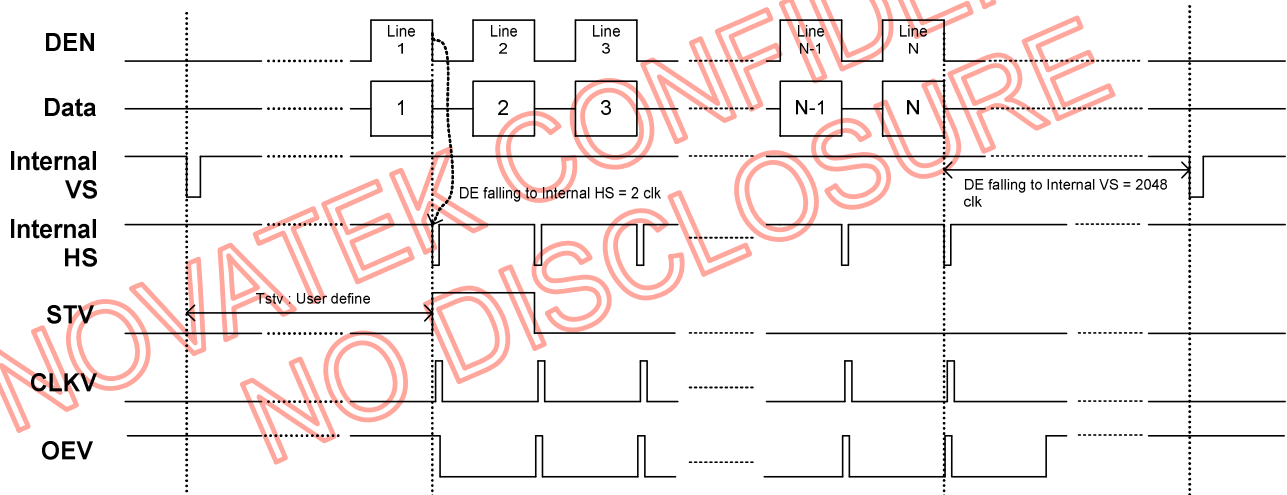 DEN
Line
1
Line
2
Line
3
Line
N-1
Line
N
Data
1
2
3
N-1
N
Internal
VS
DE falling to Internal HS = 2 clk
DE falling to Internal VS = 2048
clk
Internal
HS
Tstv : User define
STV
CLKV
OEV
NOVATEK CONFIDE
NO DISCLOSURE